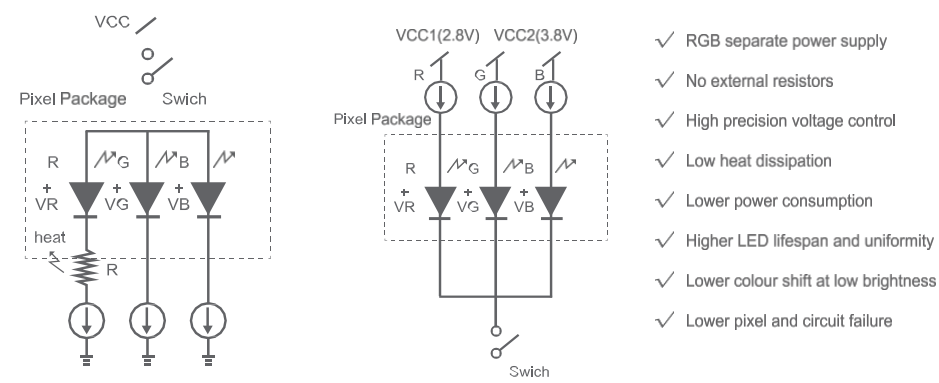 VCC
Swich
Pixel Package
R
G
B
+
+
+
VR
VG
VB
heat
R
VCC1(2.8V) VCC2(3.8V)
R
G
B
Pixel Package
R
G
B
+
+
+
VR
VG
VB
Swich
RGB separate power supply
No external resistors
High precision voltage control
Low heat dissipation
Lower power consumption
Higher LED lifespan and uniformity
Lower colour shift at low brightness
Lower pixel and circuit failure